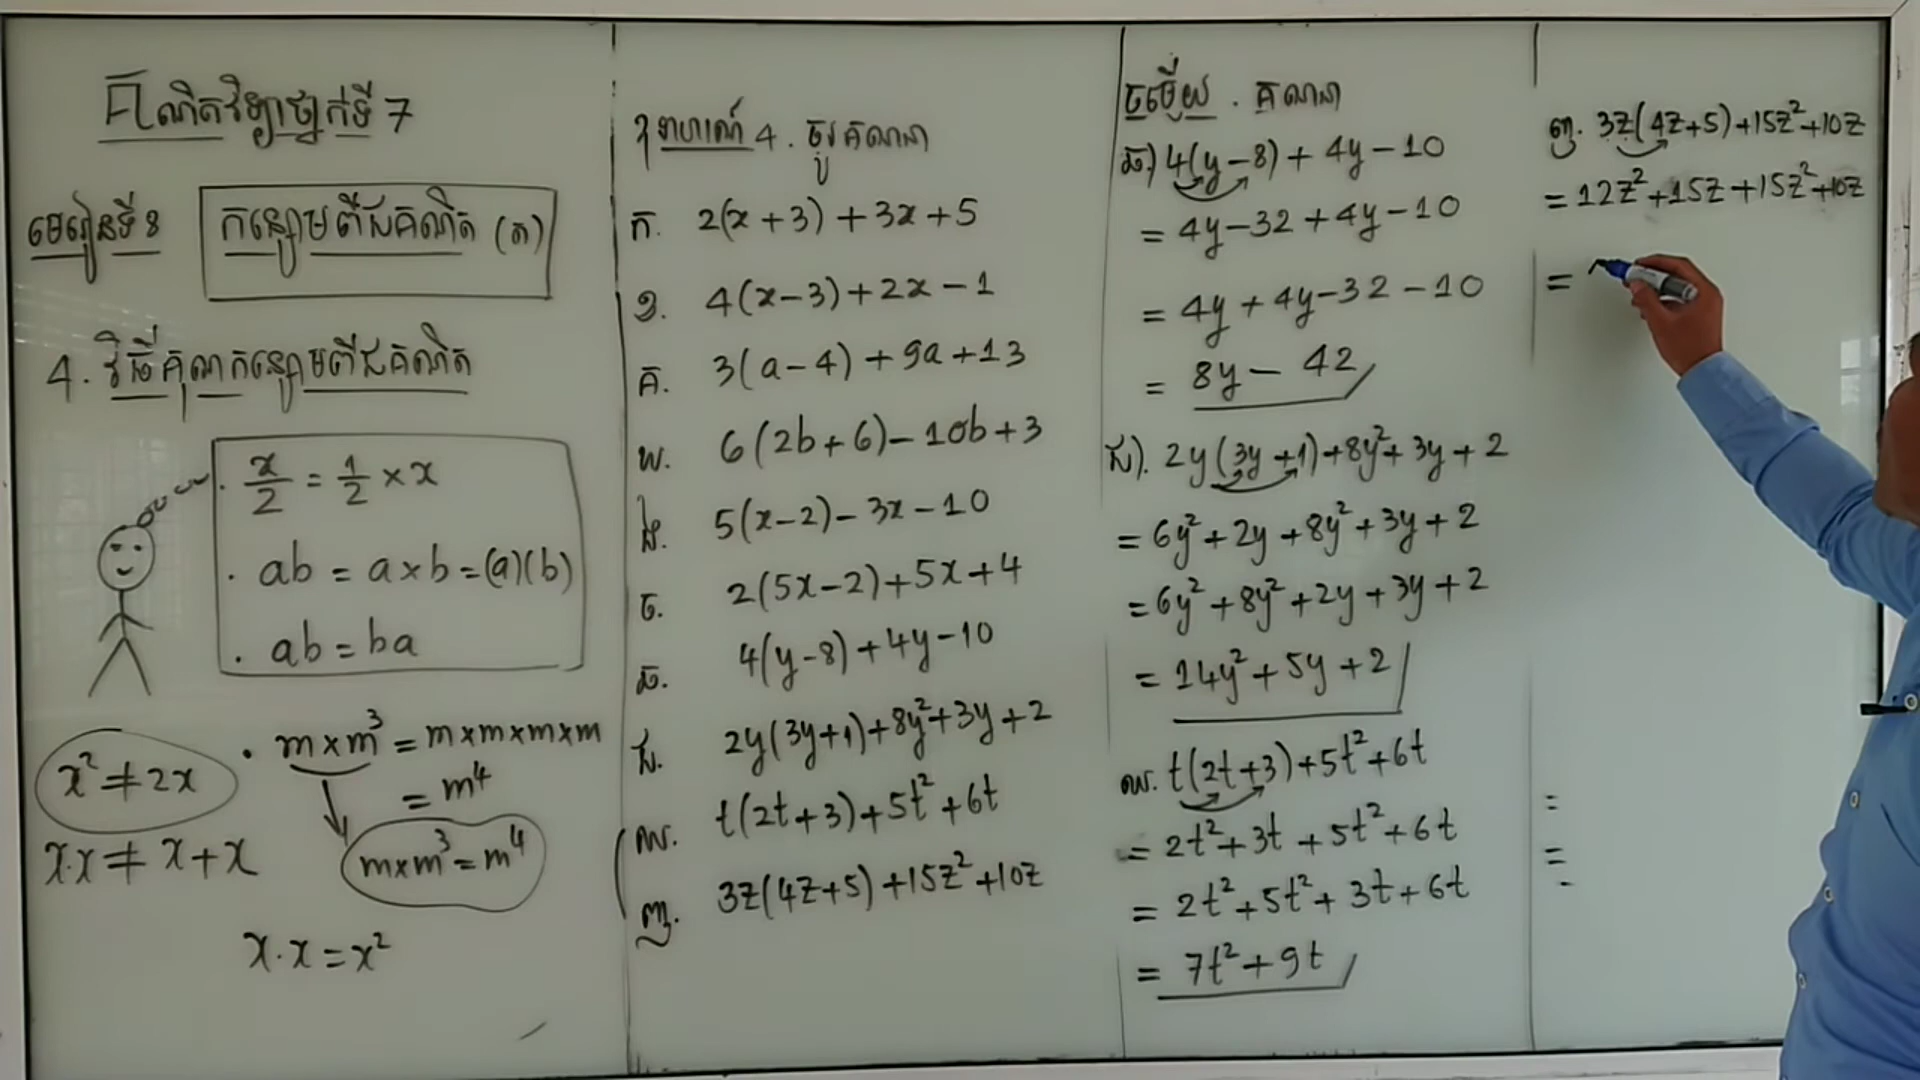 គណិតវិទ្យាថ្នាក់ទី 7
មេរៀនទី 8
កន្សោមពីជគណិត (ត)
4. វិធីគុណកន្សោមពីជគណិត
. x/2 = 1/2 × x
. ab = a×b = (a)(b)
. ab = ba
x² ≠ 2x
x.x ≠ x+x
. m×m³ = m×m×m×m
= m⁴
m×m³ = m⁴
x.x = x²
ឧទាហរណ៍ 4. ចូរគណនា
ក. 2(x+3)+3x+5
ខ. 4(x-3)+2x-1
គ. 3(a-4)+9a+13
ឃ. 6(2b+6)-10b+3
ង. 5(x-2)-3x-10
ច. 2(5x-2)+5x+4
ឆ. 4(y-8)+4y-10
ជ. 2y(3y+1)+8y²+3y+2
ឈ. t(2t+3)+5t²+6t
ញ. 3z(4z+5)+15z²+10z
ចម្លើយ. គណនា
ឆ) 4(y-8)+4y-10
= 4y-32+4y-10
= 4y+4y-32-10
= 8y-42
ជ). 2y(3y+1)+8y²+3y+2
= 6y²+2y+8y²+3y+2
= 6y²+8y²+2y+3y+2
= 14y²+5y+2
ឈ. t(2t+3)+5t²+6t
= 2t²+3t+5t²+6t
= 2t²+5t²+3t+6t
= 7t²+9t
ញ. 3z(4z+5)+15z²+10z
= 12z²+15z+15z²+10z
=
=
=